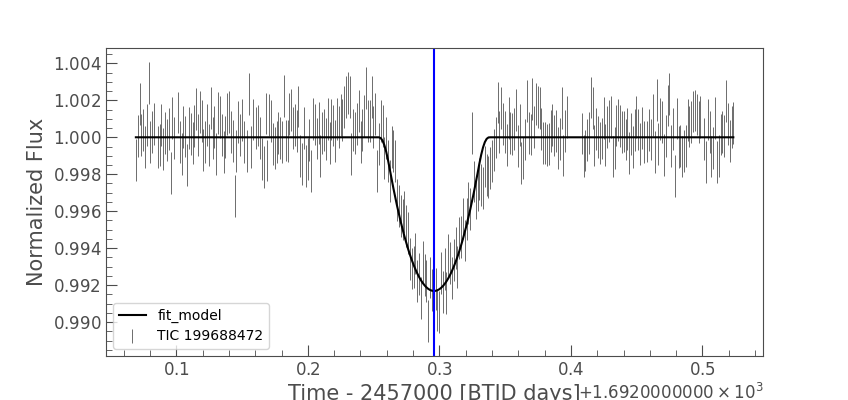 1.004
1.002
1.000
0.998
0.996
0.994
0.992
0.990
Normalized Flux
fit_model
TIC 199688472
0.1 0.2 0.3 0.4 0.5
Time - 2457000 [BTJD days]
+1.6920000000 × 10³